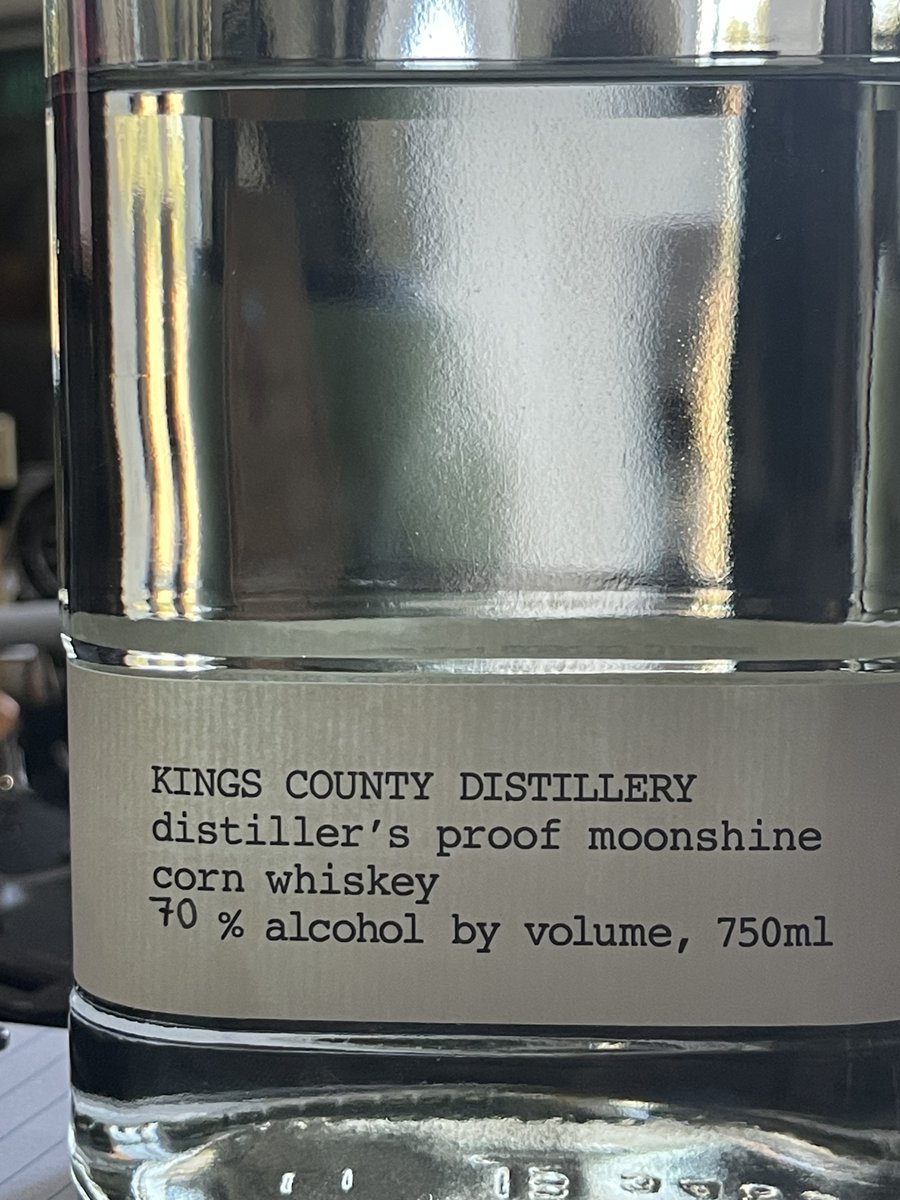 KINGS COUNTY DISTILLERY
distiller's proof moonshine
corn whiskey
70 % alcohol by volume, 750ml